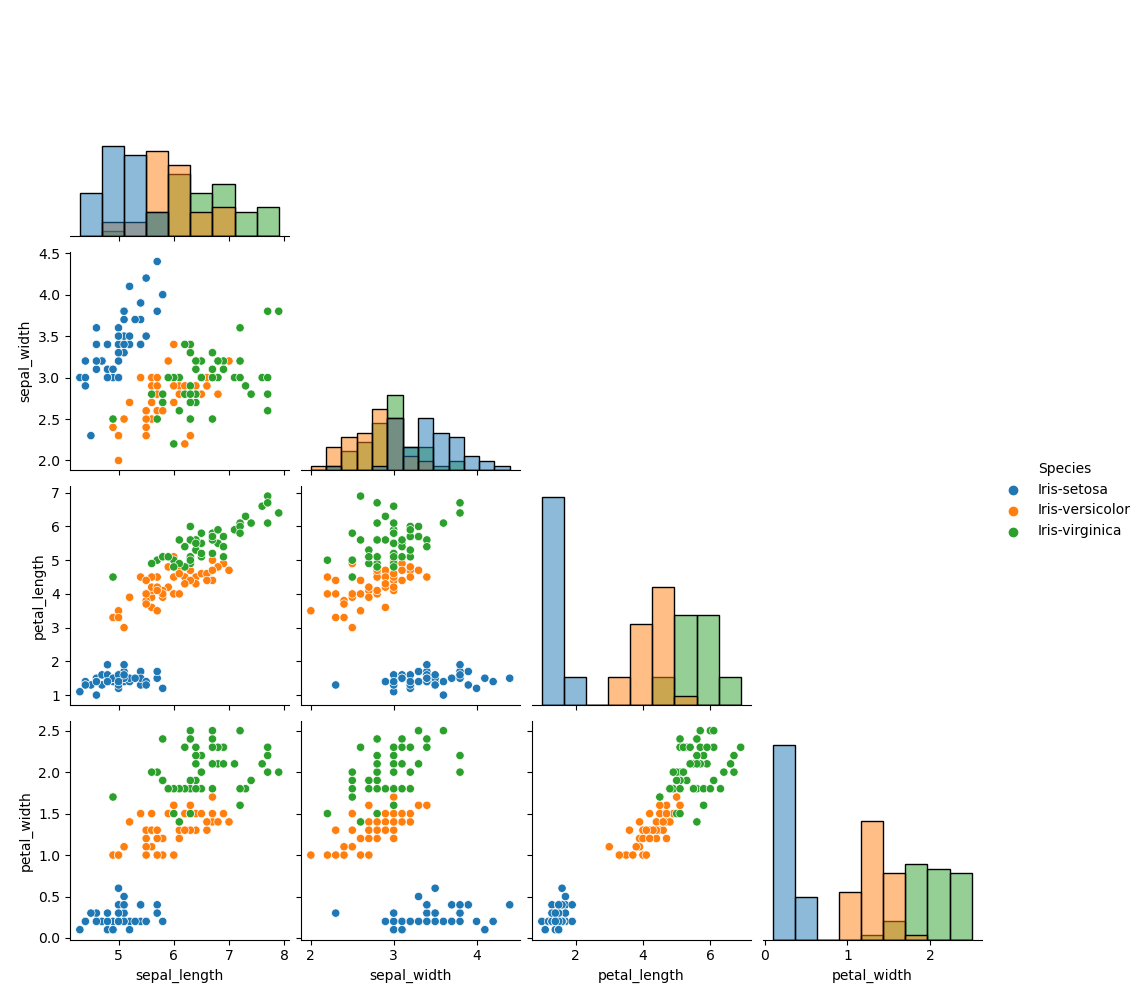 4.5
4.0
3.5
3.0
2.5
2.0
sepal_width
7
6
5
4
3
2
1
petal_length
Species
Iris-setosa
Iris-versicolor
Iris-virginica
2.5
2.0
1.5
1.0
0.5
0.0
petal_width
5 6 7 8
sepal_length
2 3 4
sepal_width
2 4 6
petal_length
0 1 2
petal_width